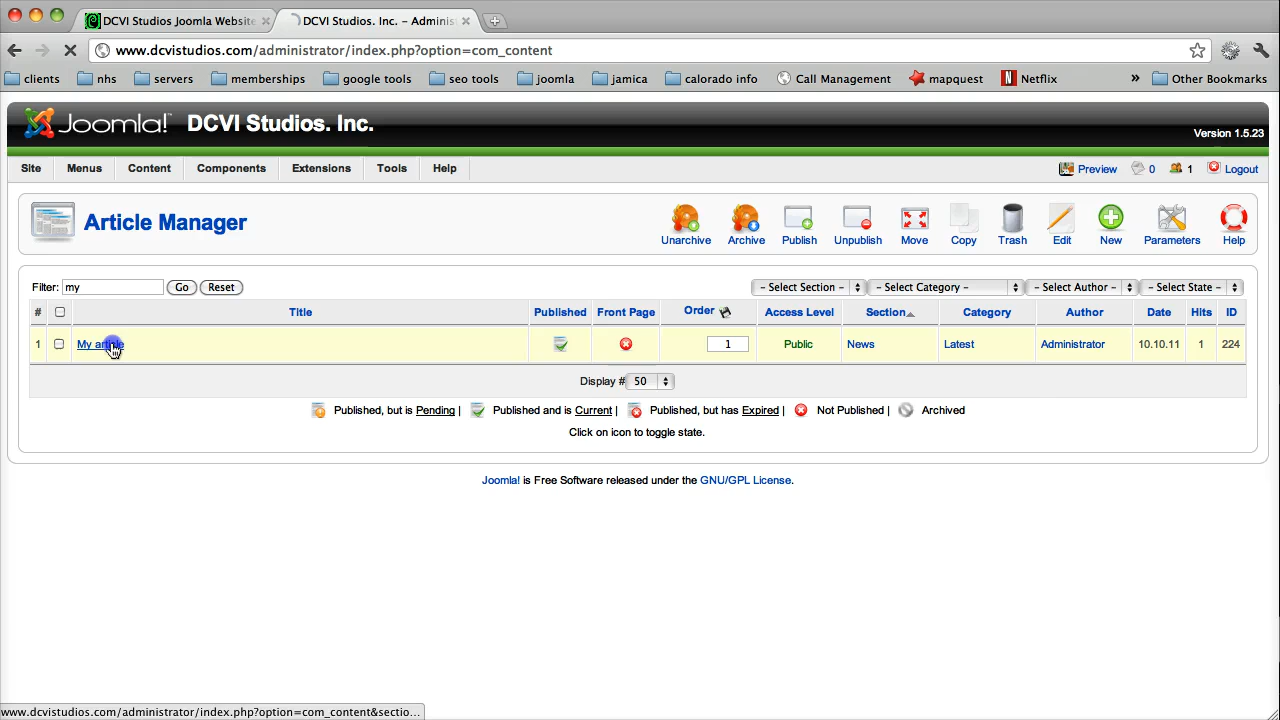 DCVI Studios Joomla Website
DCVI Studios. Inc. - Adminis
www.dcvistudios.com/administrator/index.php?option=com_content
clients nhs servers memberships google tools seo tools joomla jamica calorado info Call Management mapquest Netflix » Other Bookmarks
Joomla! DCVI Studios. Inc.
Version 1.5.23
Site Menus Content Components Extensions Tools Help Preview 0 1 Logout
Article Manager
Unarchive Archive Publish Unpublish Move Copy Trash Edit New Parameters Help
Filter: my Go Reset - Select Section - - Select Category - - Select Author - - Select State -
# Title Published Front Page Order Access Level Section Category Author Date Hits ID
1 My article 1 Public News Latest Administrator 10.10.11 1 224
Display # 50
Published, but is Pending | Published and is Current | Published, but has Expired | Not Published | Archived
Click on icon to toggle state.
Joomla! is Free Software released under the GNU/GPL License.
www.dcvistudios.com/administrator/index.php?option=com_content&sectio...